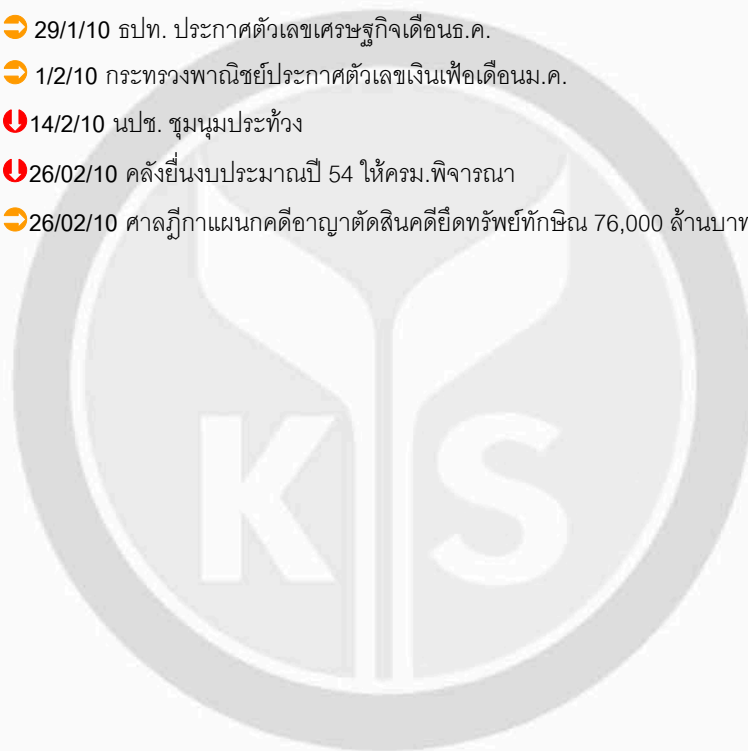 29/1/10 ธปท. ประกาศตัวเลขเศรษฐกิจเดือนธ.ค.
1/2/10 กระทรวงพาณิชย์ประกาศตัวเลขเงินเฟ้อเดือนม.ค.
14/2/10 นปช. ชุมนุมประท้วง
26/02/10 คลังยื่นงบประมาณปี 54 ให้ครม.พิจารณา
26/02/10 ศาลฎีกาแผนกคดีอาญาตัดสินคดียึดทรัพย์ทักษิณ 76,000 ล้านบาท
K S